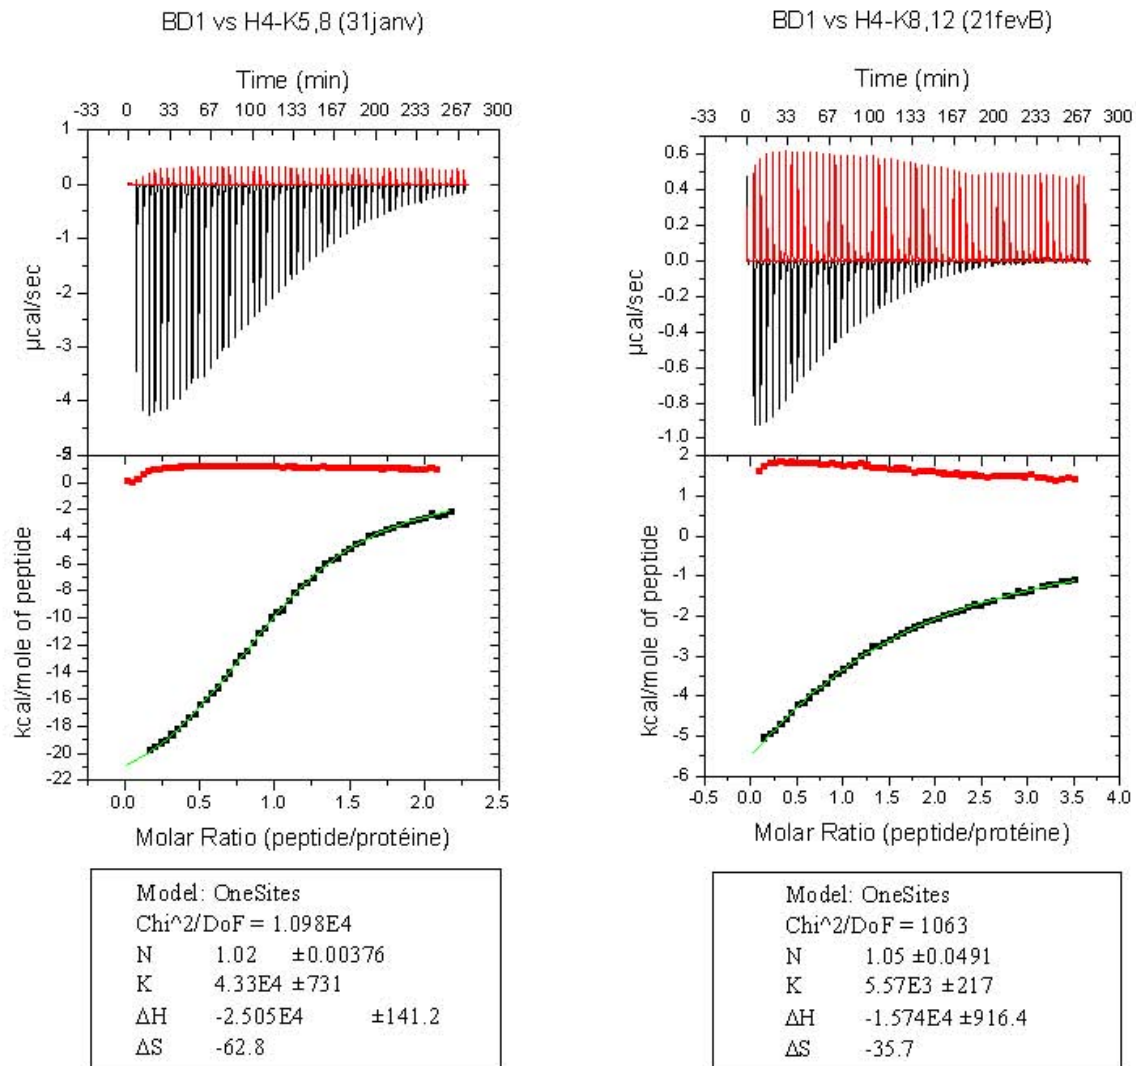 BD1 vs H4-K5,8 (31janv)
Time (min)
-33 0 33 67 100 133 167 200 233 267 300
1
0
-1
-2
-3
-4
µcal/sec
2
0
-2
-4
-6
-8
-10
-12
-14
-16
-18
-20
-22
kcal/mole of peptide
0.0 0.5 1.0 1.5 2.0 2.5
Molar Ratio (peptide/protéine)
Model: OneSites
Chi^2/DoF = 1.098E4
N 1.02 ±0.00376
K 4.33E4 ±731
ΔH -2.505E4 ±141.2
ΔS -62.8
BD1 vs H4-K8,12 (21fevB)
Time (min)
-33 0 33 67 100 133 167 200 233 267 300
0.6
0.4
0.2
0.0
-0.2
-0.4
-0.6
-0.8
-1.0
µcal/sec
2
1
0
-1
-2
-3
-4
-5
-6
kcal/mole of peptide
-0.5 0.0 0.5 1.0 1.5 2.0 2.5 3.0 3.5 4.0
Molar Ratio (peptide/protéine)
Model: OneSites
Chi^2/DoF = 1063
N 1.05 ±0.0491
K 5.57E3 ±217
ΔH -1.574E4 ±916.4
ΔS -35.7